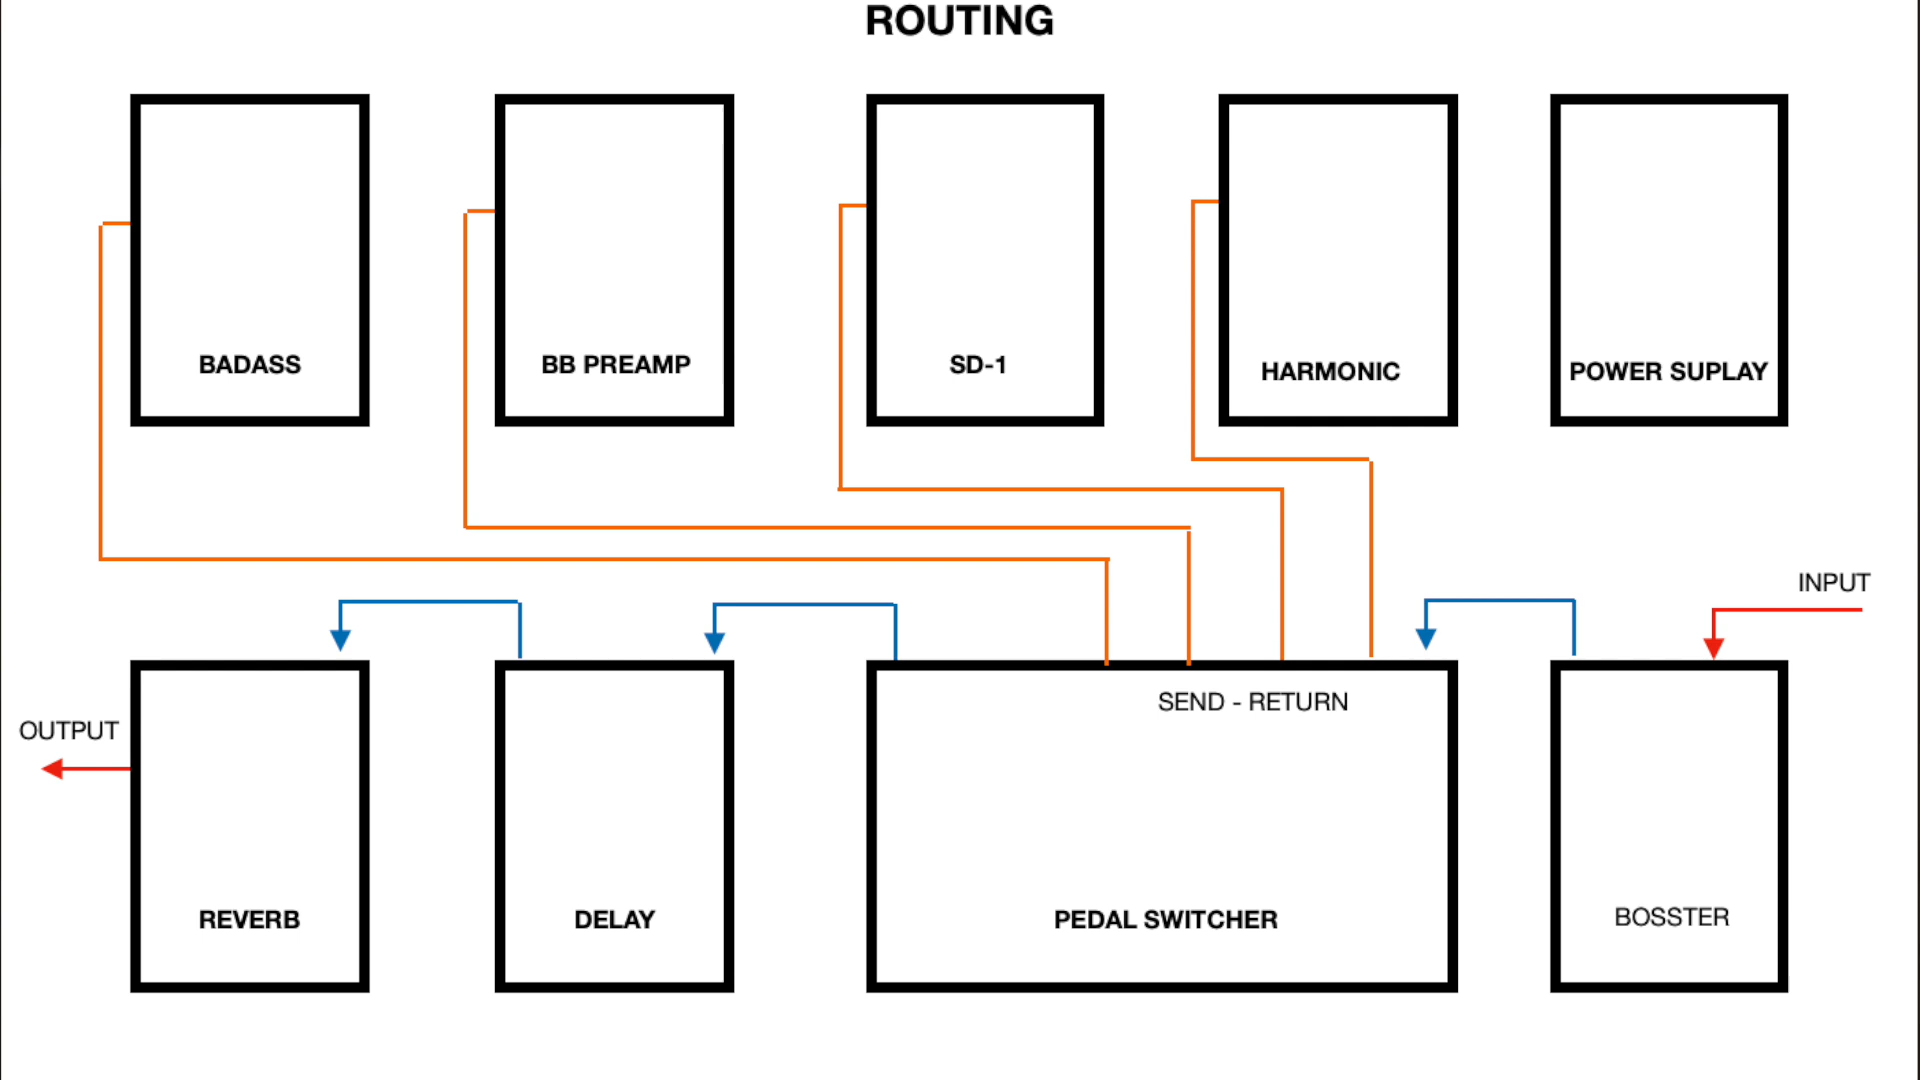 ROUTING
BADASS
BB PREAMP
SD-1
HARMONIC
POWER SUPLAY
INPUT
SEND - RETURN
OUTPUT
REVERB
DELAY
PEDAL SWITCHER
BOSSTER